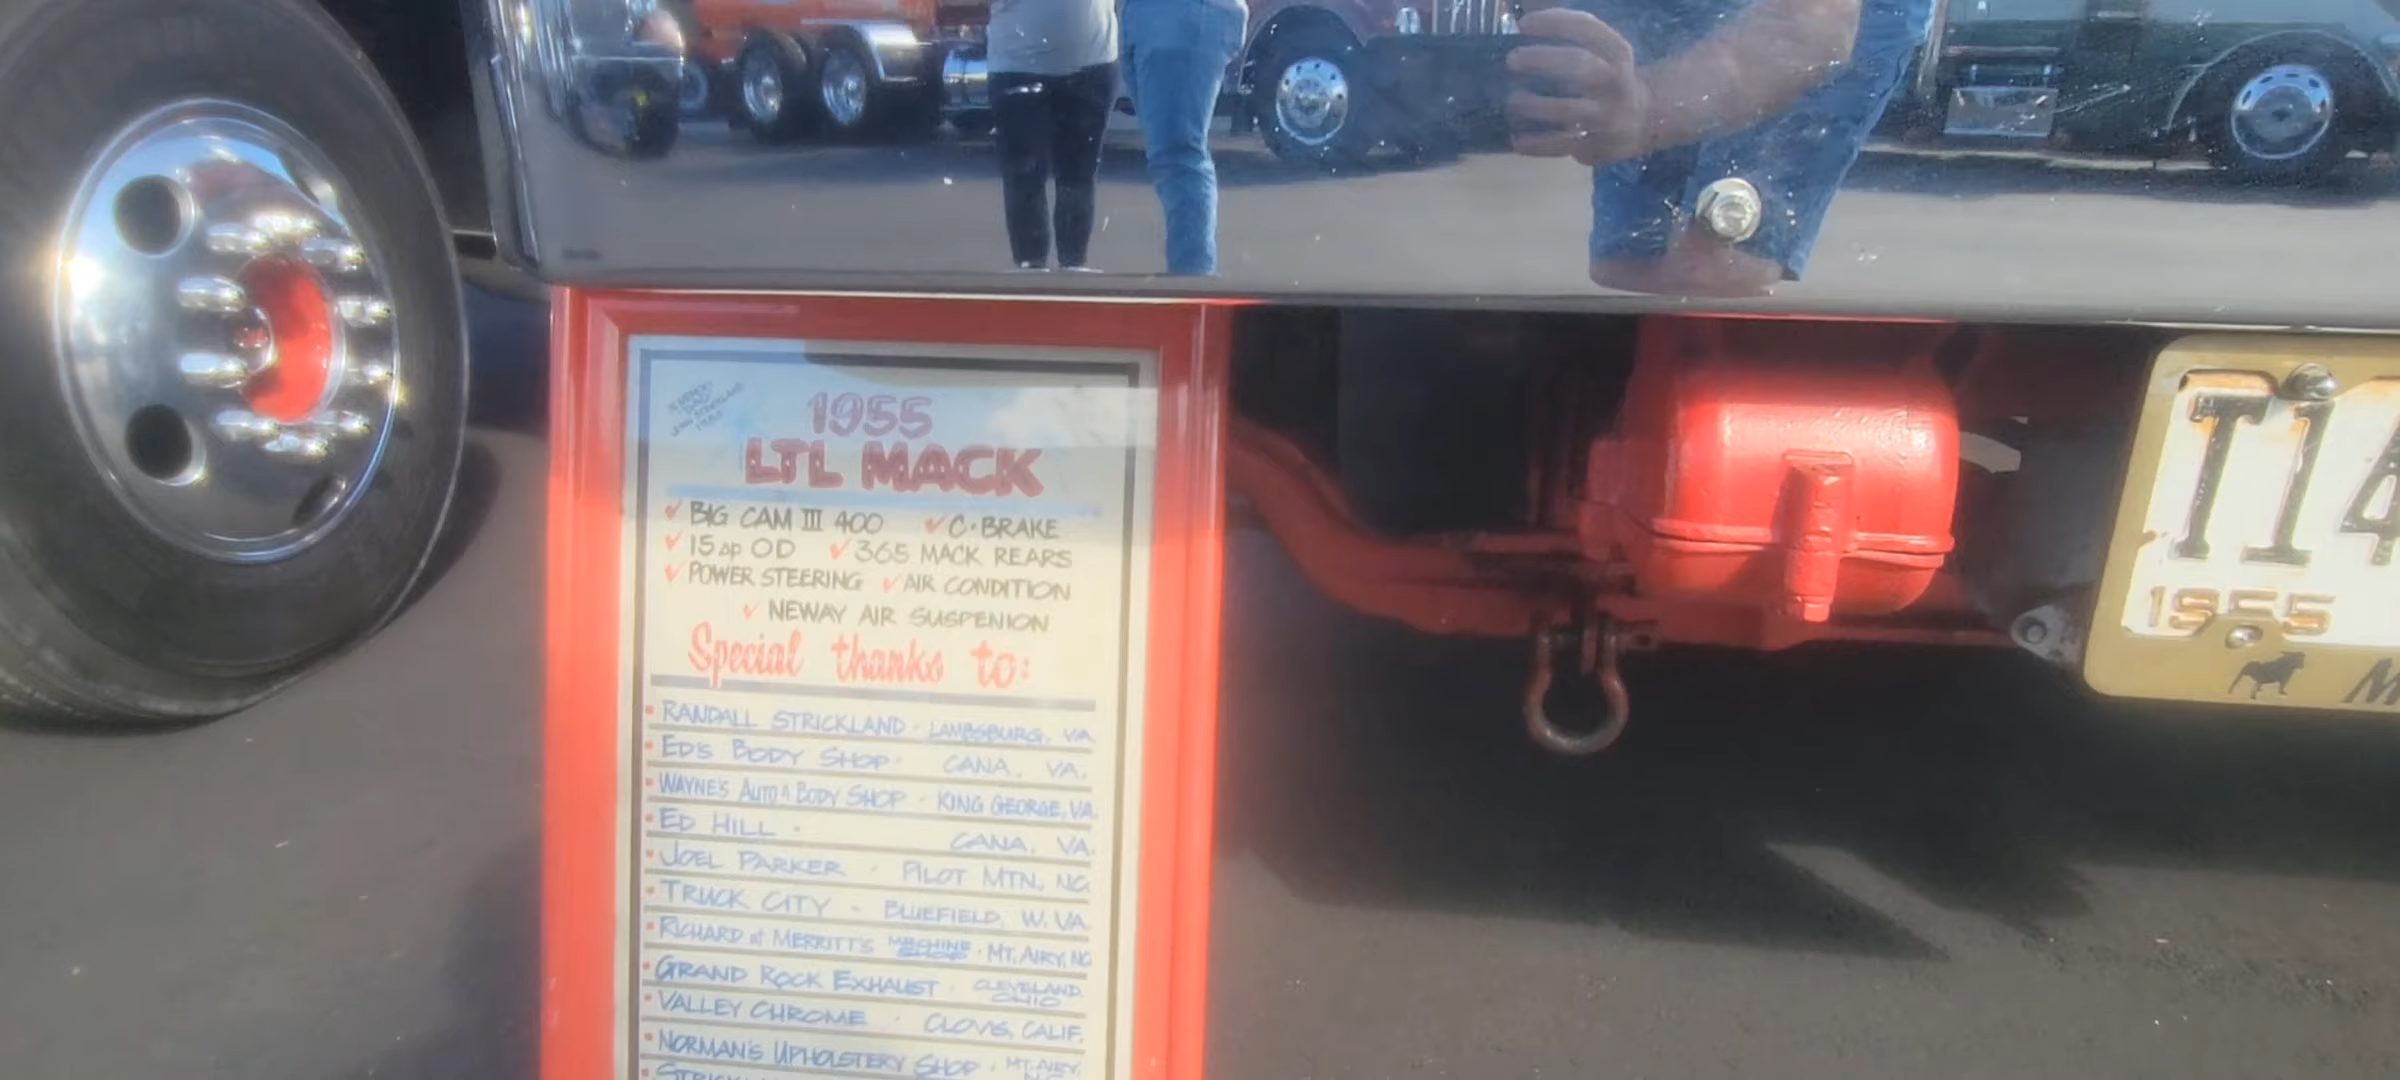 1955
LTL MACK
✓ BIG CAM III 400 ✓ C·BRAKE
✓ 15 sp OD ✓ 365 MACK REARS
✓ POWER STEERING ✓ AIR CONDITION
✓ NEWAY AIR SUSPENION
Special thanks to:
• RANDALL STRICKLAND · LAMBSBURG, VA
• ED'S BODY SHOP · CANA, VA.
• WAYNE'S AUTO & BODY SHOP · KING GEORGE, VA
• ED HILL · CANA, VA.
• JOEL PARKER · PILOT MTN, NC
• TRUCK CITY · BLUEFIELD, W.VA
• RICHARD at MERRITT'S MACHINE SHOP · MT. AIRY, NC
• GRAND ROCK EXHAUST · CLEVELAND, OHIO
• VALLEY CHROME · CLOVIS, CALIF.
• NORMAN'S UPHOLSTERY SHOP · MT. AIRY, NC
T14
1955
M